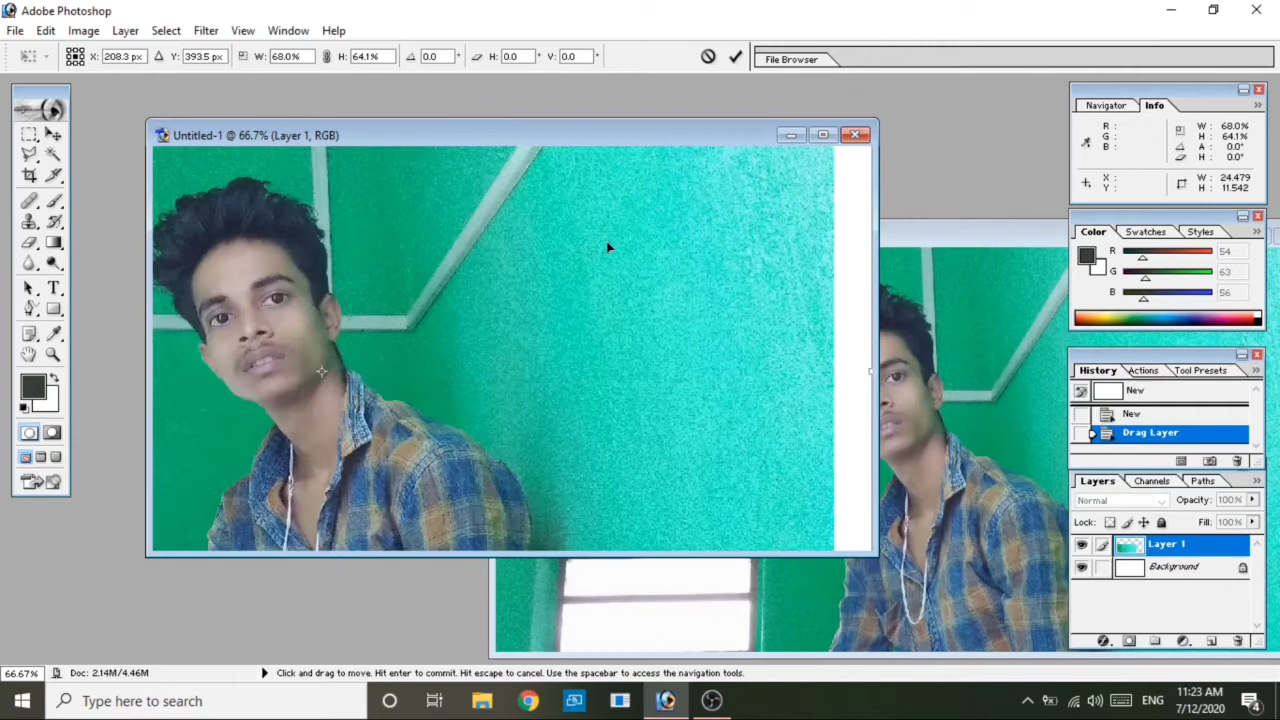 Adobe Photoshop
File Edit Image Layer Select Filter View Window Help
X: 208.3 px Y: 393.5 px W: 68.0% H: 64.1% 0.0 ° H: 0.0 ° V: 0.0 °
File Browser
Untitled-1 @ 66.7% (Layer 1, RGB)
Navigator Info
R :
G :
B :
W : 68.0%
H : 64.1%
A : 0.0°
H : 0.0°
X :
Y :
W : 24.479
H : 11.542
Color Swatches Styles
R 54
G 63
B 56
History Actions Tool Presets
New
New
Drag Layer
Layers Channels Paths
Normal Opacity: 100%
Lock: Fill: 100%
Layer 1
Background
66.67% Doc: 2.14M/4.46M Click and drag to move. Hit enter to commit. Hit escape to cancel. Use the spacebar to access the navigation tools.
Type here to search
ENG
11:23 AM
7/12/2020
4